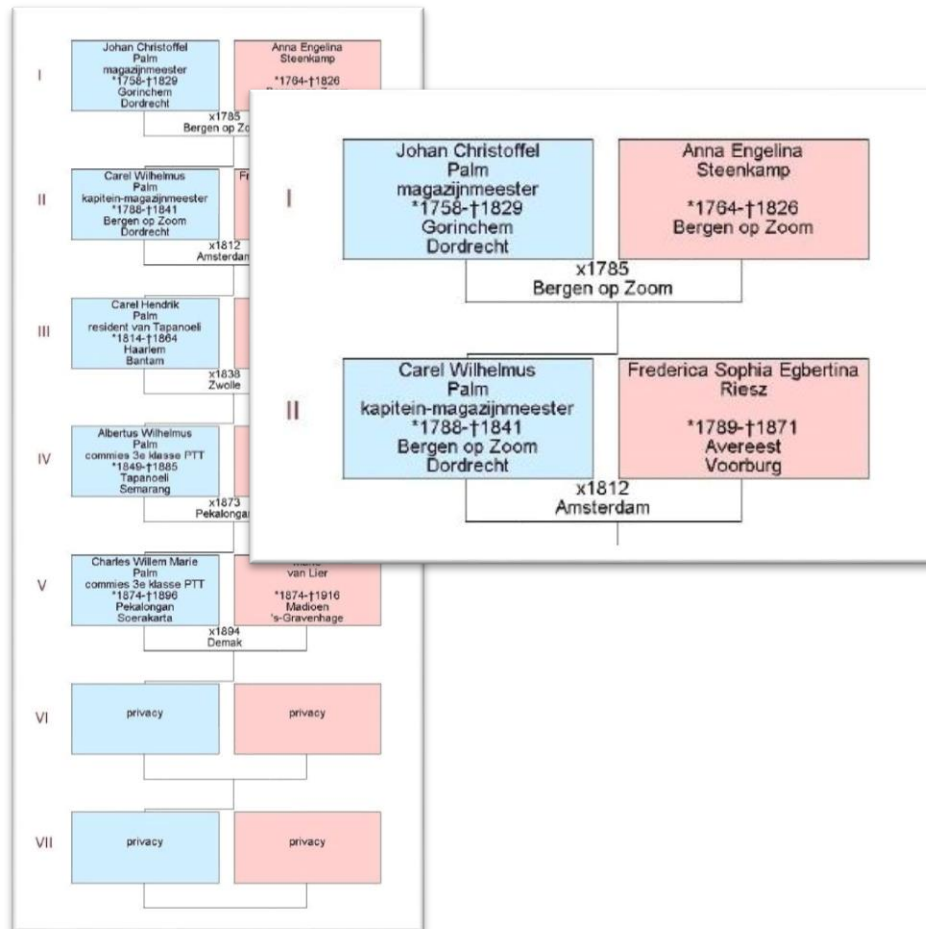 I
Johan Christoffel
Palm
magazijnmeester
*1758-†1829
Gorinchem
Dordrecht
Anna Engelina
Steenkamp
*1764-†1826
x1785
Bergen op Zo
II
Carel Wilhelmus
Palm
kapitein-magazijnmeester
*1788-†1841
Bergen op Zoom
Dordrecht
x1812
Amsterdam
III
Carel Hendrik
Palm
resident van Tapanoeli
*1814-†1864
Haarlem
Bantam
x1838
Zwolle
IV
Albertus Wilhelmus
Palm
commies 3e klasse PTT
*1849-†1885
Tapanoeli
Semarang
x1873
Pekalongan
V
Charles Willem Marie
Palm
commies 3e klasse PTT
*1874-†1896
Pekalongan
Soerakarta
van Lier
*1874-†1916
Madioen
's-Gravenhage
x1894
Demak
VI
privacy
privacy
VII
privacy
privacy
I
Johan Christoffel
Palm
magazijnmeester
*1758-†1829
Gorinchem
Dordrecht
Anna Engelina
Steenkamp
*1764-†1826
Bergen op Zoom
x1785
Bergen op Zoom
II
Carel Wilhelmus
Palm
kapitein-magazijnmeester
*1788-†1841
Bergen op Zoom
Dordrecht
Frederica Sophia Egbertina
Riesz
*1789-†1871
Avereest
Voorburg
x1812
Amsterdam